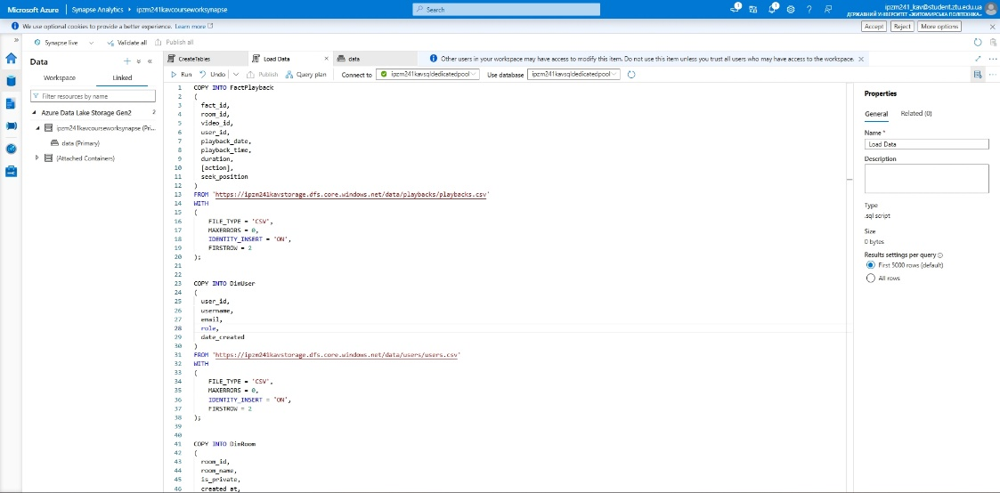 Microsoft Azure | Synapse Analytics ▸ ipzm241kavcourseworksynapse
Search
1
1
ipzm241_kav@student.ztu.edu.ua
ДЕРЖАВНИЙ УНІВЕРСИТЕТ «ЖИТОМИРСЬКА ПОЛІТЕХНІКА»
We use optional cookies to provide a better experience. Learn more
Accept
Reject
More options
Synapse live
Validate all
Publish all
Data
Workspace
Linked
Filter resources by name
Azure Data Lake Storage Gen2 2
ipzm241kavcourseworksynapse (Pri...
data (Primary)
(Attached Containers)
CreateTables
Load Data
data
Other users in your workspace may have access to modify this item. Do not use this item unless you trust all users who may have access to the workspace.
Run
Undo
Publish
Query plan
Connect to
ipzm241kavsqldedicatedpool
Use database
ipzm241kavsqldedicatedpool
1 COPY INTO FactPlayback
2 (
3 fact_id,
4 room_id,
5 video_id,
6 user_id,
7 playback_date,
8 playback_time,
9 duration,
10 [action],
11 seek_position
12 )
13 FROM 'https://ipzm241kavstorage.dfs.core.windows.net/data/playbacks/playbacks.csv'
14 WITH
15 (
16 FILE_TYPE = 'CSV',
17 MAXERRORS = 0,
18 IDENTITY_INSERT = 'ON',
19 FIRSTROW = 2
20 );
21
22
23 COPY INTO DimUser
24 (
25 user_id,
26 username,
27 email,
28 role,
29 date_created
30 )
31 FROM 'https://ipzm241kavstorage.dfs.core.windows.net/data/users/users.csv'
32 WITH
33 (
34 FILE_TYPE = 'CSV',
35 MAXERRORS = 0,
36 IDENTITY_INSERT = 'ON',
37 FIRSTROW = 2
38 );
39
40
41 COPY INTO DimRoom
42 (
43 room_id,
44 room_name,
45 is_private,
46 created_at,
Properties
General
Related (0)
Name *
Load Data
Description
Type
.sql script
Size
0 bytes
Results settings per query
First 5000 rows (default)
All rows